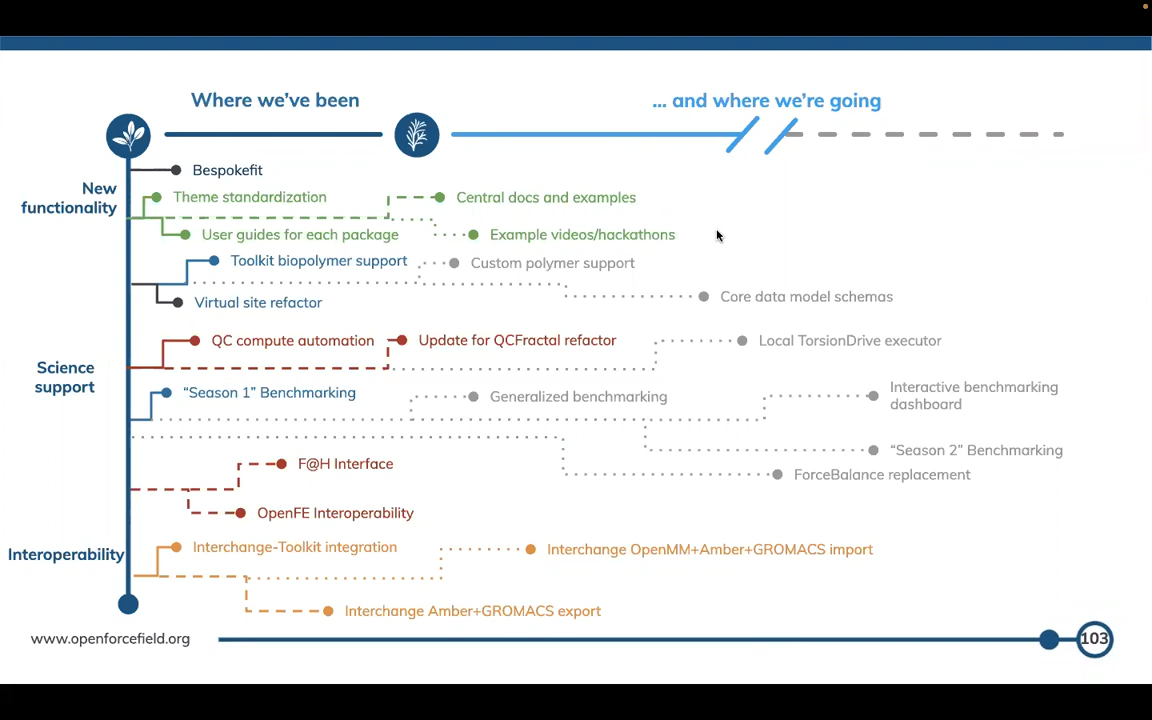 Where we've been
... and where we're going
Bespokefit
New
functionality
Theme standardization
Central docs and examples
User guides for each package
Example videos/hackathons
Toolkit biopolymer support
Custom polymer support
Virtual site refactor
Core data model schemas
Science
support
QC compute automation
Update for QCFractal refactor
Local TorsionDrive executor
“Season 1” Benchmarking
Generalized benchmarking
Interactive benchmarking
dashboard
“Season 2” Benchmarking
F@H Interface
ForceBalance replacement
OpenFE Interoperability
Interoperability
Interchange-Toolkit integration
Interchange OpenMM+Amber+GROMACS import
Interchange Amber+GROMACS export
www.openforcefield.org
103